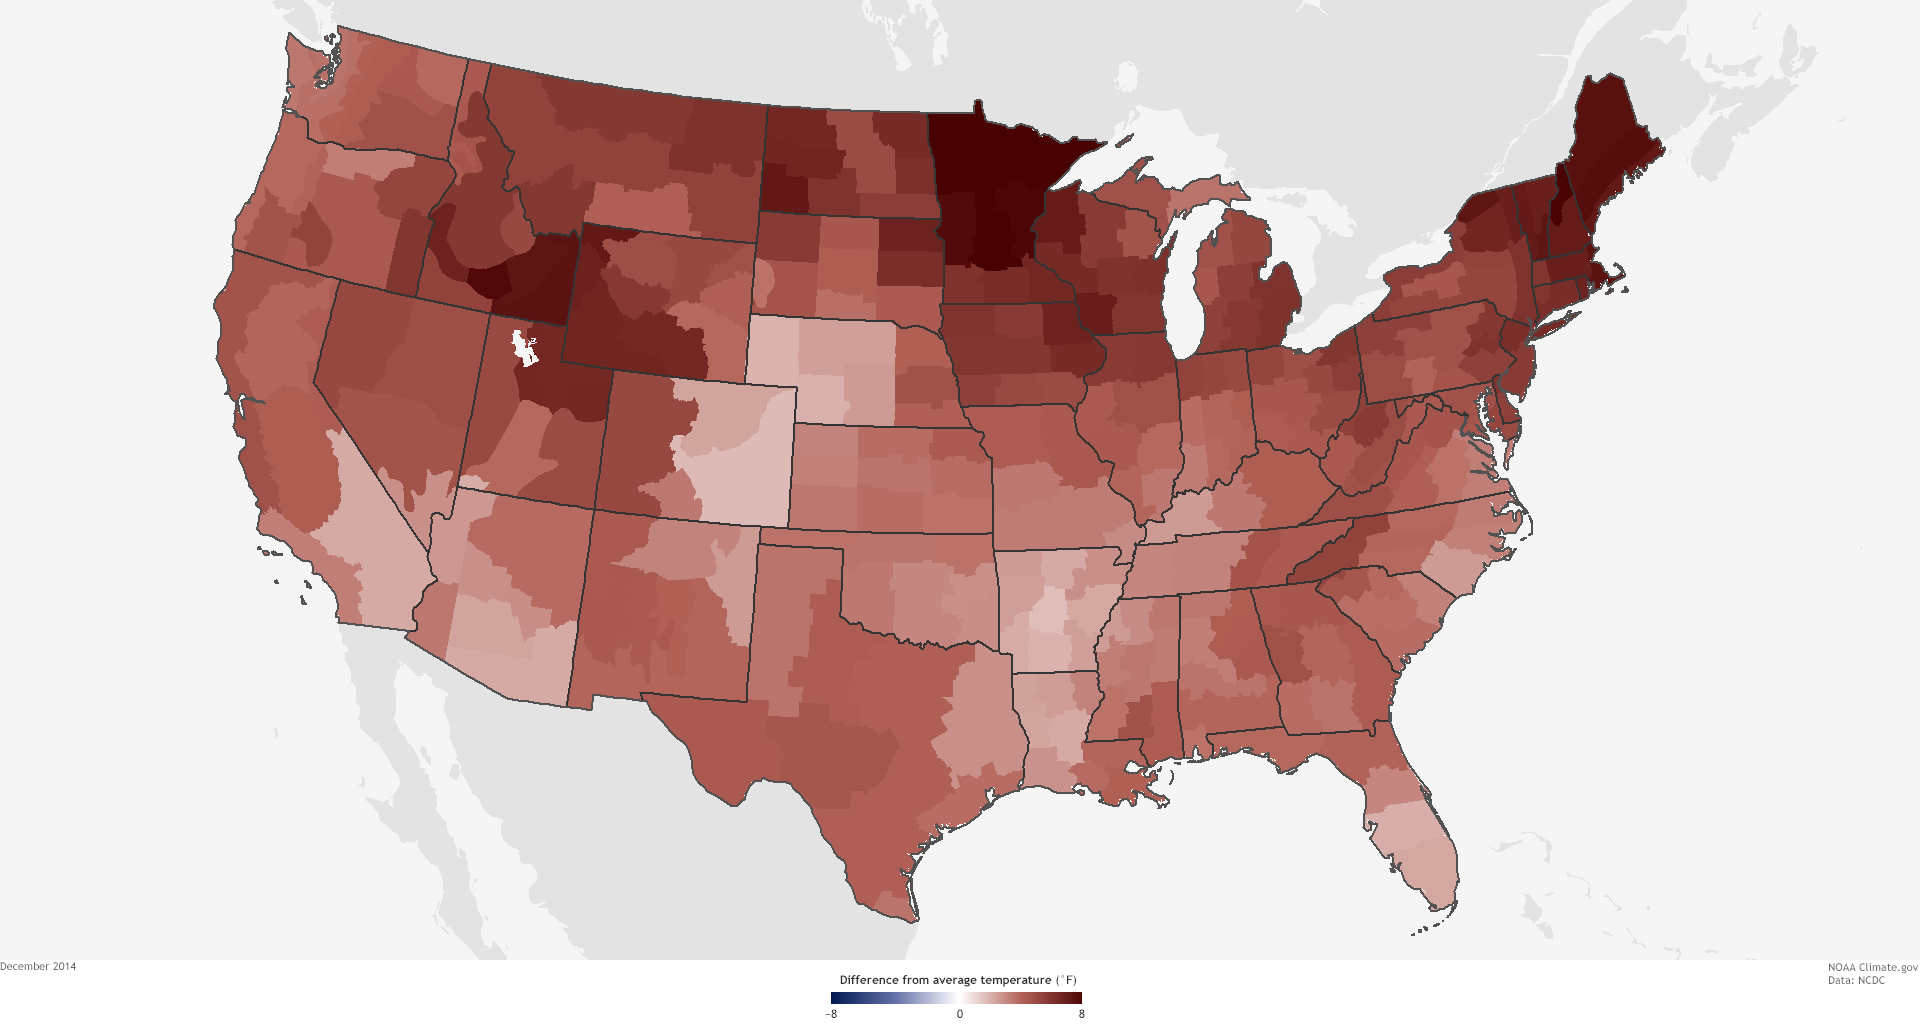 December 2014
NOAA Climate.gov
Data: NCDC
Difference from average temperature (°F)
-8 0 8